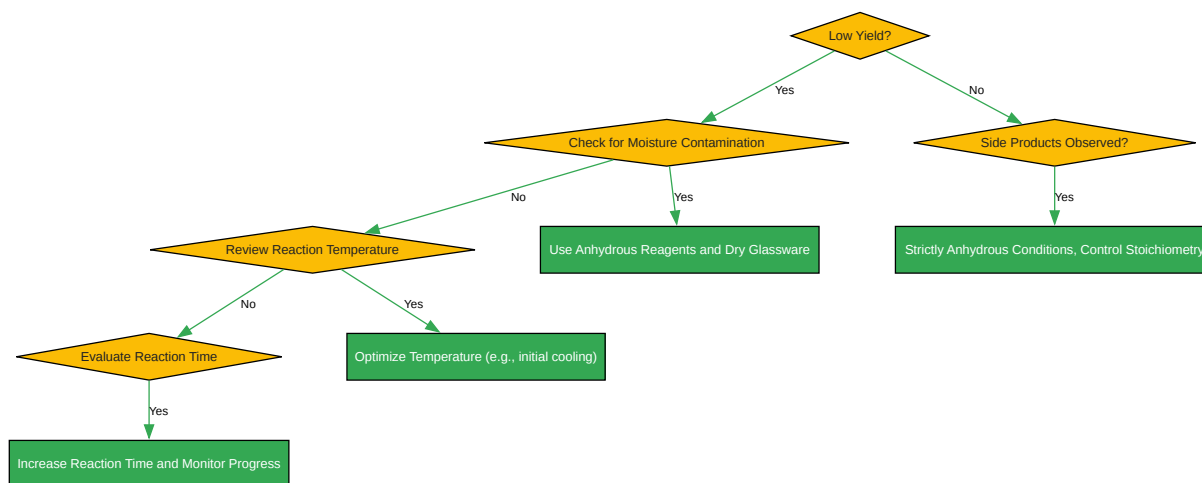 Low Yield?
Yes
No
Check for Moisture Contamination
Side Products Observed?
No
Yes
Yes
Review Reaction Temperature
Use Anhydrous Reagents and Dry Glassware
Strictly Anhydrous Conditions, Control Stoichiometry
No
Yes
Evaluate Reaction Time
Optimize Temperature (e.g., initial cooling)
Yes
Increase Reaction Time and Monitor Progress